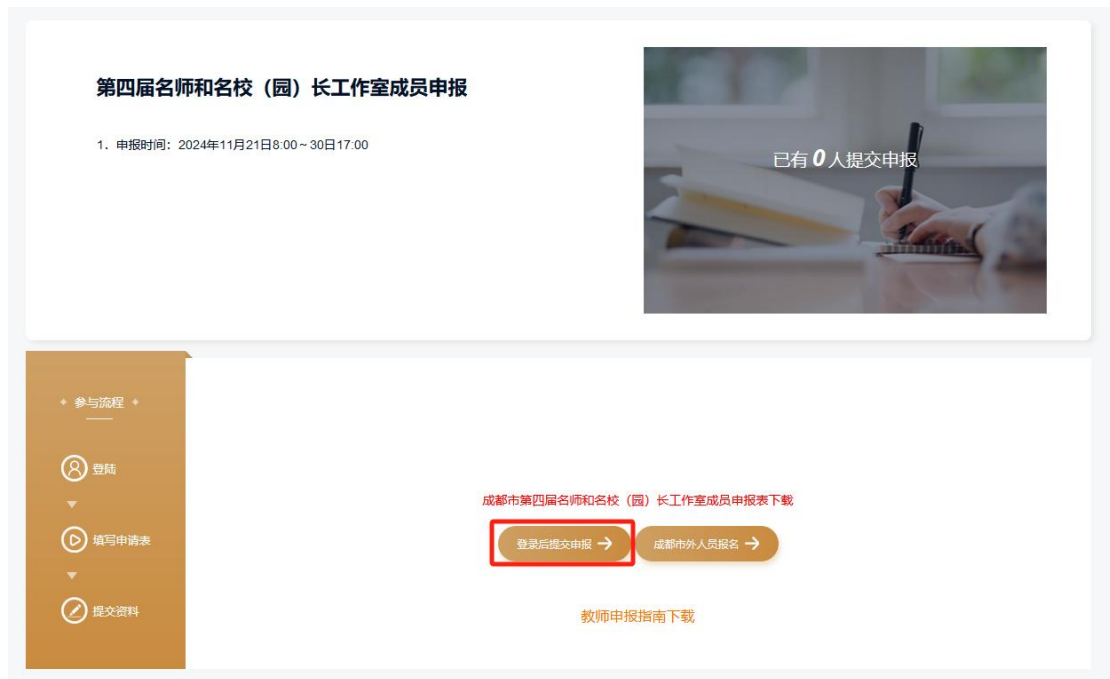 第四届名师和名校（园）长工作室成员申报
1．申报时间：2024年11月21日8:00～30日17:00
已有0人提交申报
参与流程
登陆
填写申请表
提交资料
成都市第四届名师和名校（园）长工作室成员申报表下载
登录后提交申报
成都市外人员报名
教师申报指南下载